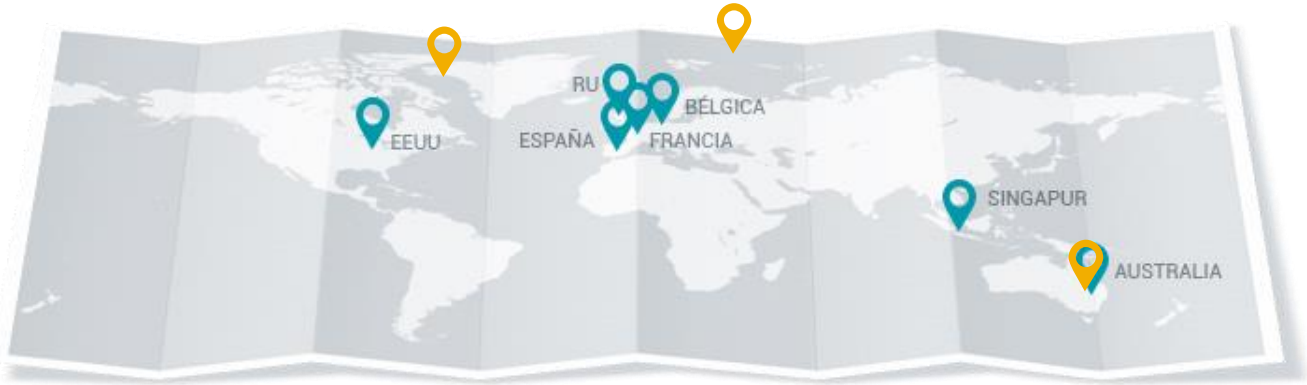 RU
BÉLGICA
EEUU
ESPAÑA
FRANCIA
SINGAPUR
AUSTRALIA